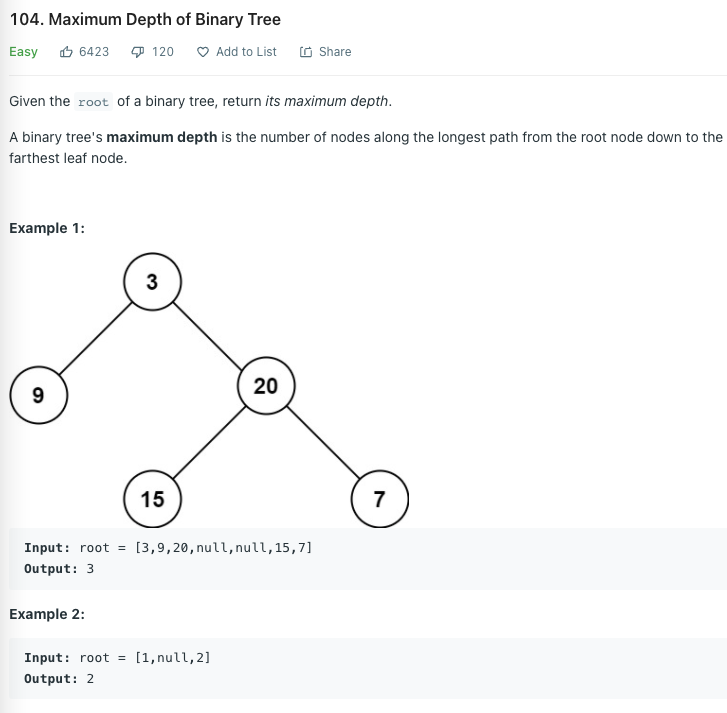 104. Maximum Depth of Binary Tree
Easy 6423 120 Add to List Share
Given the root of a binary tree, return its maximum depth.
A binary tree's maximum depth is the number of nodes along the longest path from the root node down to the
farthest leaf node.
Example 1:
3
9
20
15
7
Input: root = [3,9,20,null,null,15,7]
Output: 3
Example 2:
Input: root = [1,null,2]
Output: 2